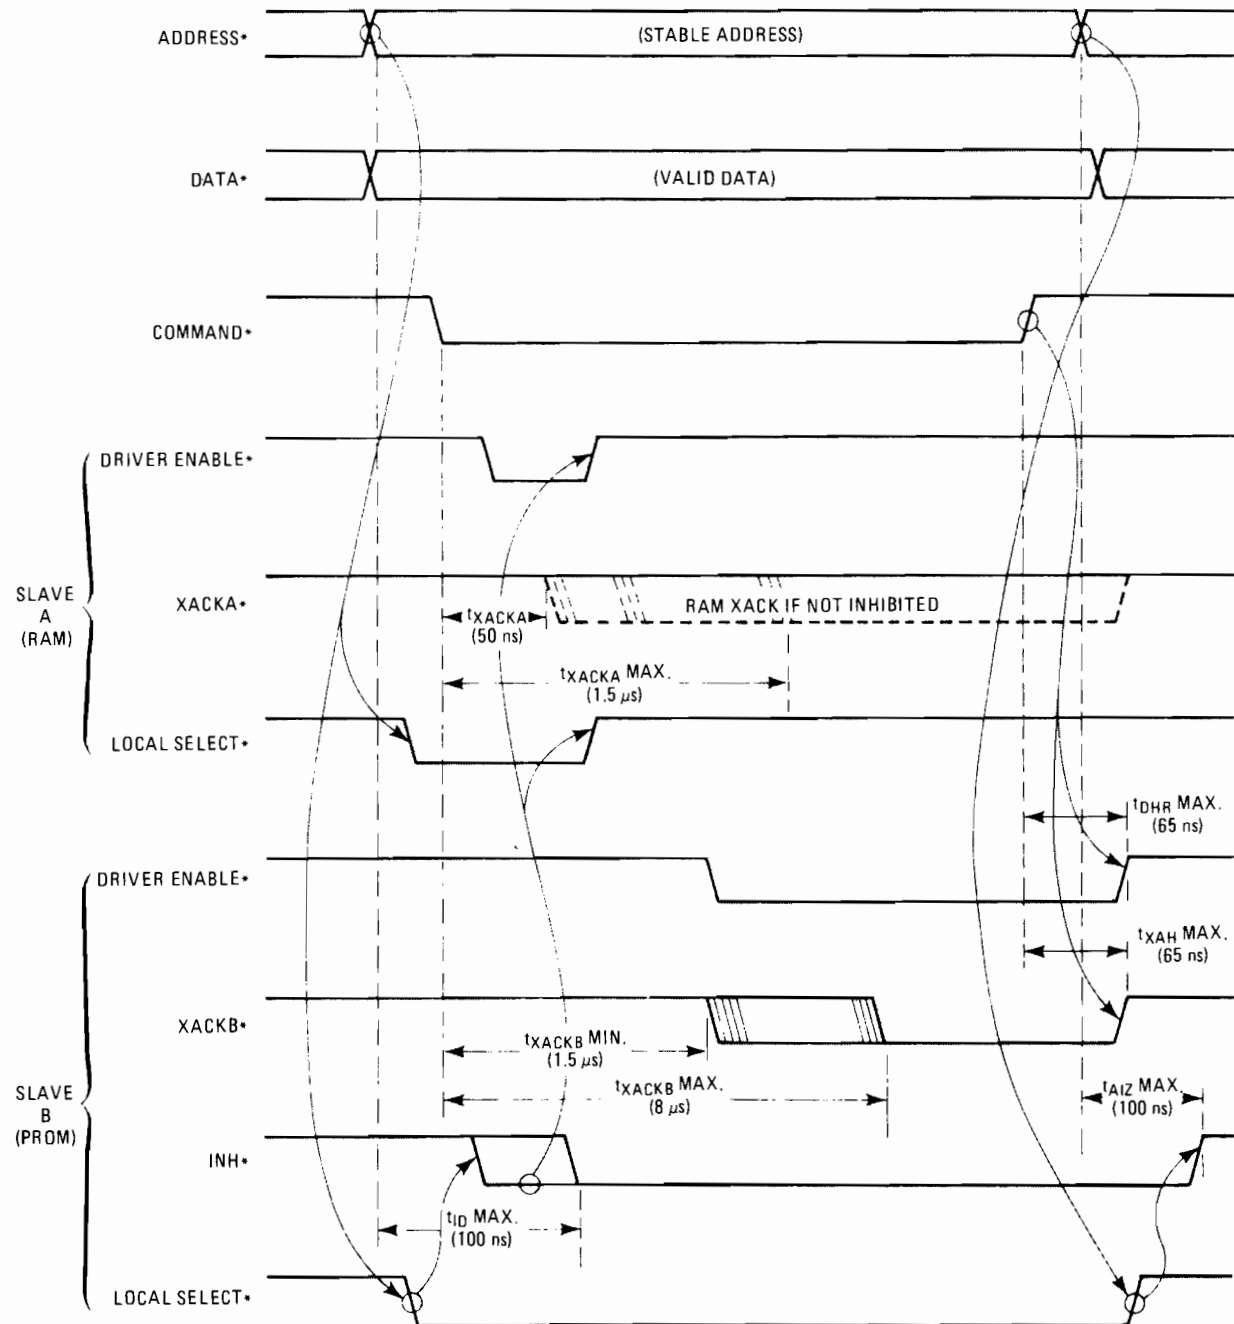 ADDRESS*
(STABLE ADDRESS)
DATA*
(VALID DATA)
COMMAND*
SLAVE
A
(RAM)
DRIVER ENABLE*
XACKA*
RAM XACK IF NOT INHIBITED
tXACKA
(50 ns)
tXACKA MAX.
(1.5 μs)
LOCAL SELECT*
tDHR MAX.
(65 ns)
SLAVE
B
(PROM)
DRIVER ENABLE*
tXAH MAX.
(65 ns)
XACKB*
tXACKB MIN.
(1.5 μs)
tXACKB MAX.
(8 μs)
tAIZ MAX.
(100 ns)
INH*
tID MAX.
(100 ns)
LOCAL SELECT*